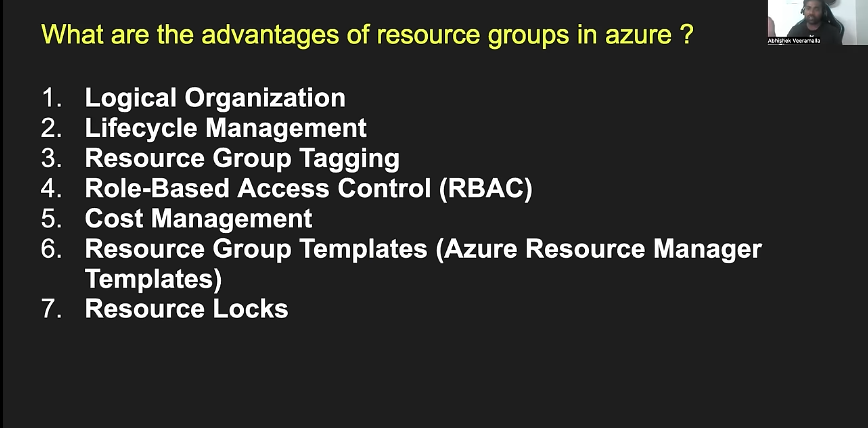 What are the advantages of resource groups in azure ?
Abhishek Veeramalla
1. Logical Organization
2. Lifecycle Management
3. Resource Group Tagging
4. Role-Based Access Control (RBAC)
5. Cost Management
6. Resource Group Templates (Azure Resource Manager
Templates)
7. Resource Locks